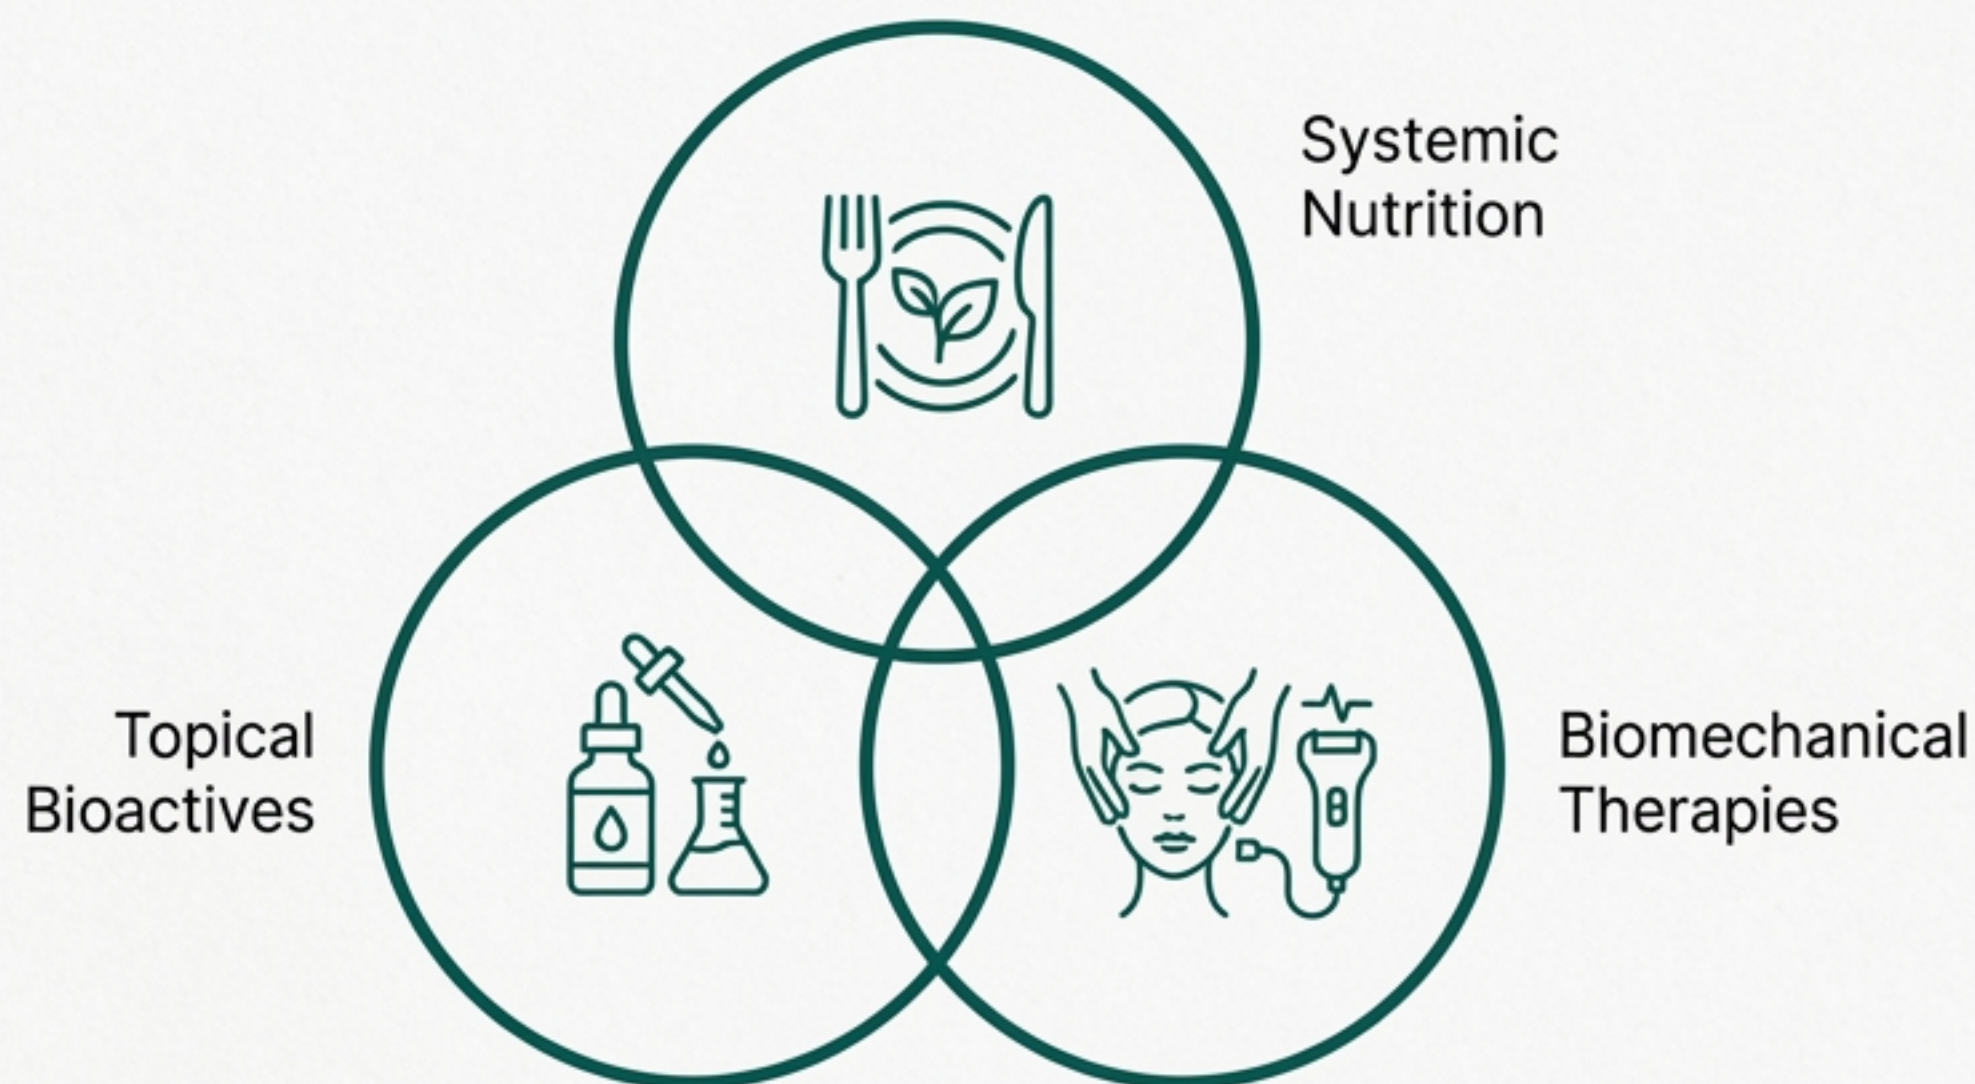 Systemic
Nutrition
Topical
Bioactives
Biomechanical
Therapies